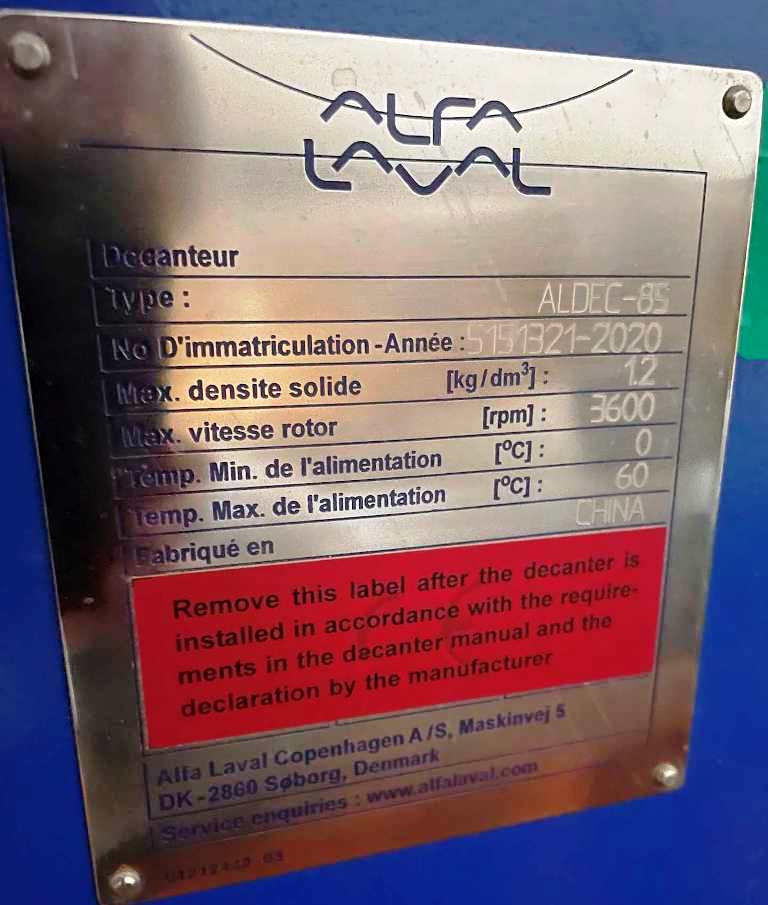 ALFA
LAVAL
Decanteur
Type : ALDEC-85
No D'immatriculation - Année : 5151321-2020
Max. densite solide [kg/dm³] : 1.2
Max. vitesse rotor [rpm] : 3600
Temp. Min. de l'alimentation [ºC] : 0
Temp. Max. de l'alimentation [ºC] : 60
Fabriqué en CHINA
Remove this label after the decanter is
installed in accordance with the require-
ments in the decanter manual and the
declaration by the manufacturer
Alfa Laval Copenhagen A/S, Maskinvej 5
DK-2860 Søborg, Denmark
Service enquiries : www.alfalaval.com